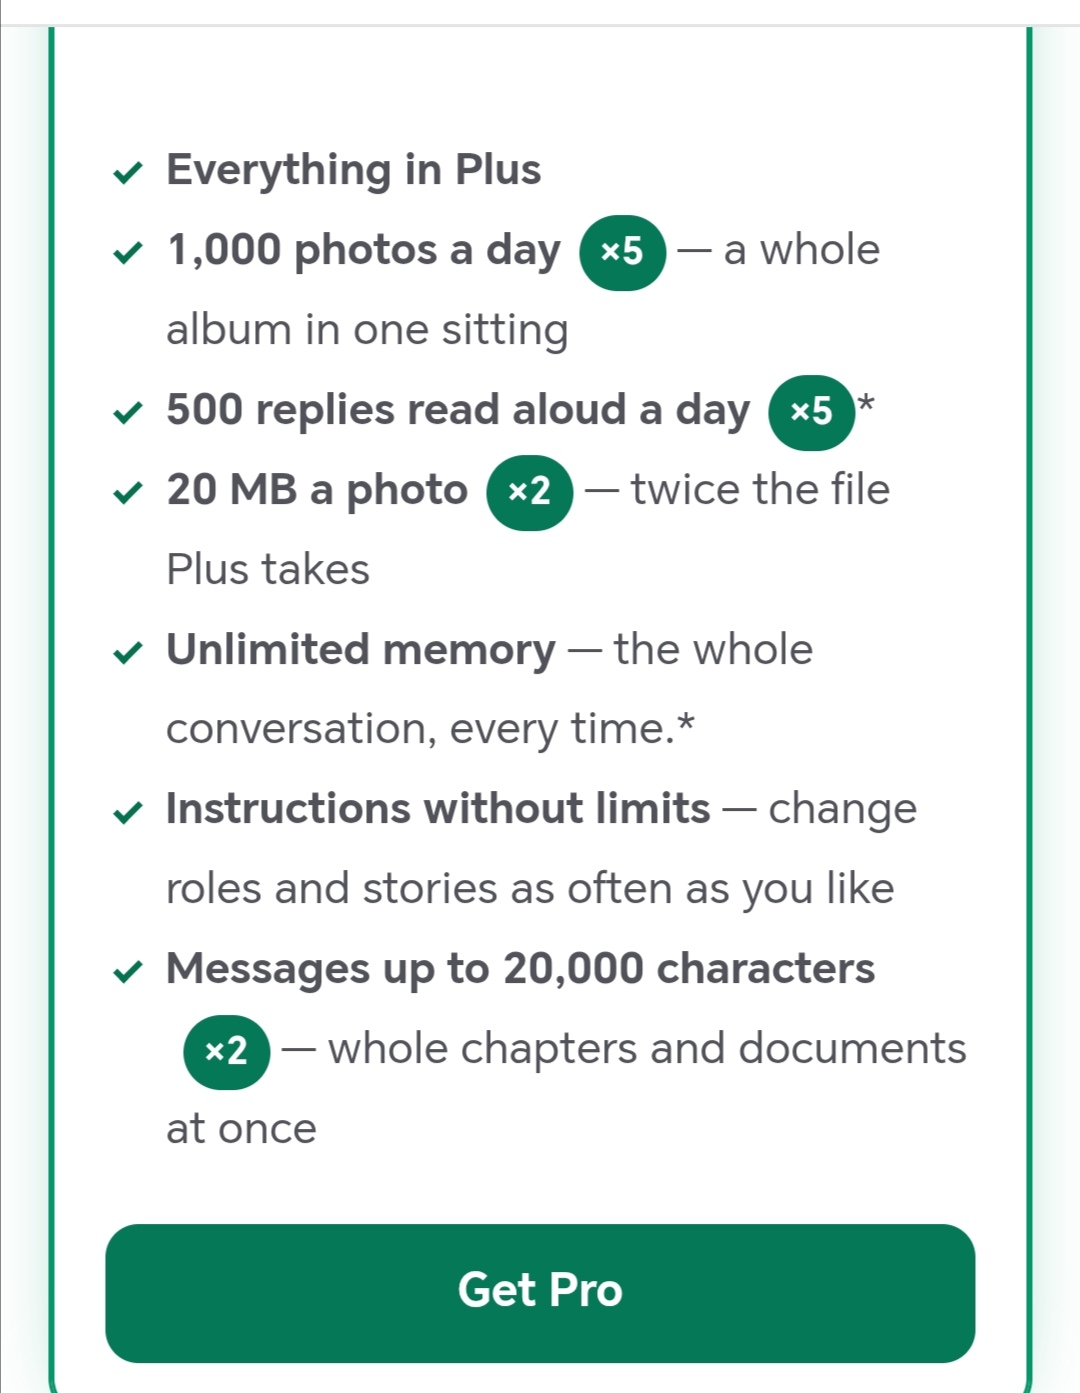 Everything in Plus
1,000 photos a day ×5 — a whole
album in one sitting
500 replies read aloud a day ×5*
20 MB a photo ×2 — twice the file
Plus takes
Unlimited memory — the whole
conversation, every time.*
Instructions without limits — change
roles and stories as often as you like
Messages up to 20,000 characters
×2 — whole chapters and documents
at once
Get Pro